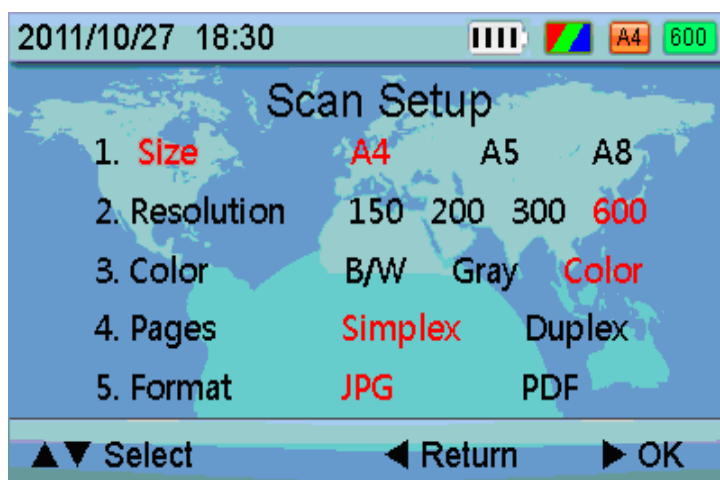 2011/10/27 18:30 A4 600
Scan Setup
1. Size A4 A5 A8
2. Resolution 150 200 300 600
3. Color B/W Gray Color
4. Pages Simplex Duplex
5. Format JPG PDF
▲▼ Select ◀ Return ▶ OK